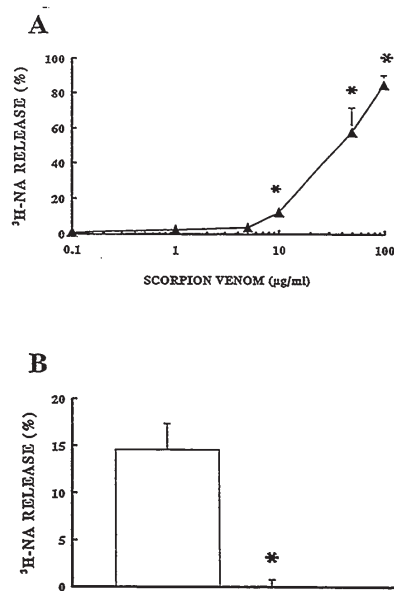 A
100
80
60
40
20
0
³H-NA RELEASE (%)
*
*
*
0.1 1 10 100
SCORPION VENOM (µg/ml)
B
20
15
10
5
0
³H-NA RELEASE (%)
*